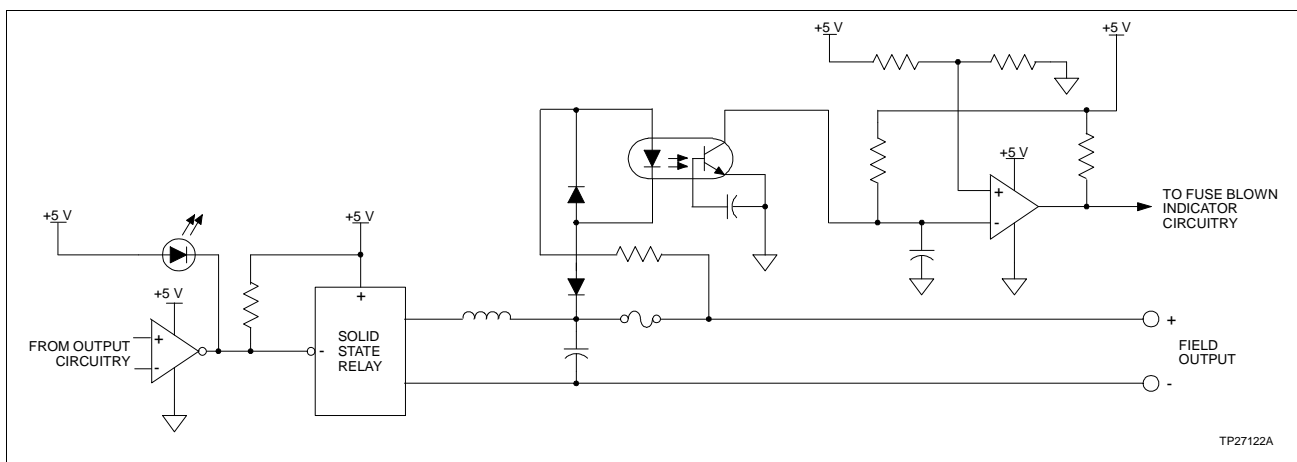 +5 V
+5 V
+5 V
+
-
TO FUSE BLOWN
INDICATOR
CIRCUITRY
+5 V
+5 V
+5 V
+
-
FROM OUTPUT
CIRCUITRY
+
-
SOLID
STATE
RELAY
+
FIELD
OUTPUT
-
TP27122A